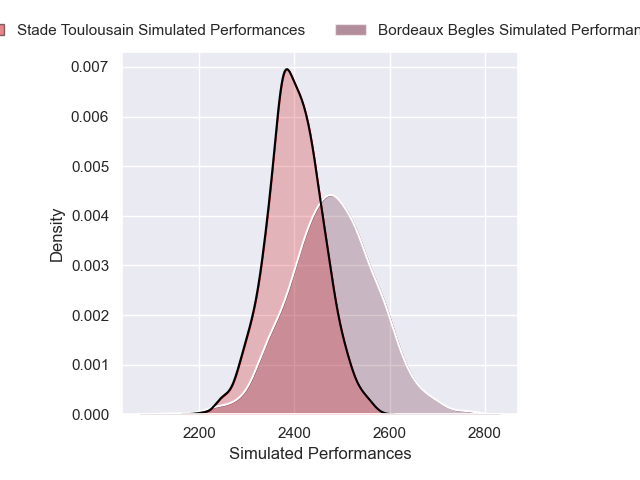 Stade Toulousain Simulated Performances
Bordeaux Begles Simulated
0.007
0.006
0.005
0.004
0.003
0.002
0.001
0.000
Density
2200 2400 2600 2800
Simulated Performances